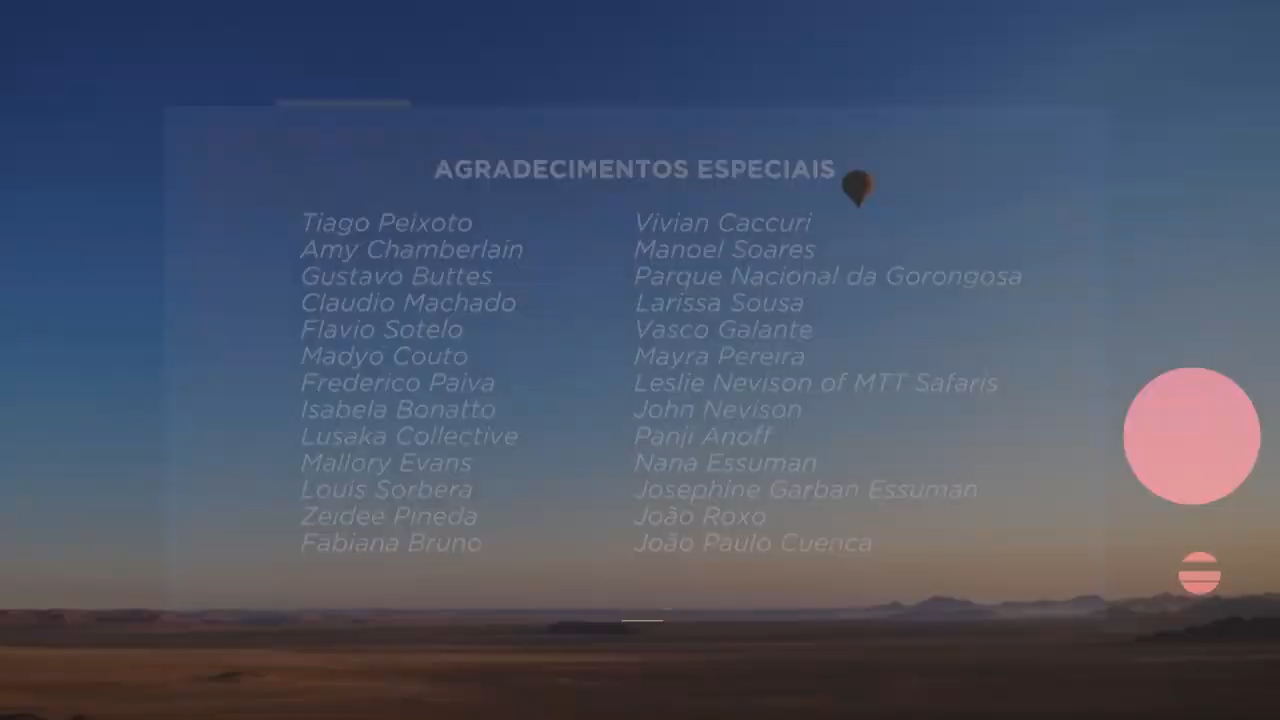 AGRADECIMENTOS ESPECIAIS
Tiago Peixoto
Amy Chamberlain
Gustavo Buttes
Claudio Machado
Flavio Sotelo
Madyo Couto
Frederico Paiva
Isabela Bonatto
Lusaka Collective
Mallory Evans
Louis Sorbera
Zeidee Pineda
Fabiana Bruno
Vivian Caccuri
Manoel Soares
Parque Nacional da Gorongosa
Larissa Sousa
Vasco Galante
Mayra Pereira
Leslie Nevison of MTT Safaris
John Nevison
Panji Anoff
Nana Essuman
Josephine Garban Essuman
João Roxo
João Paulo Cuenca